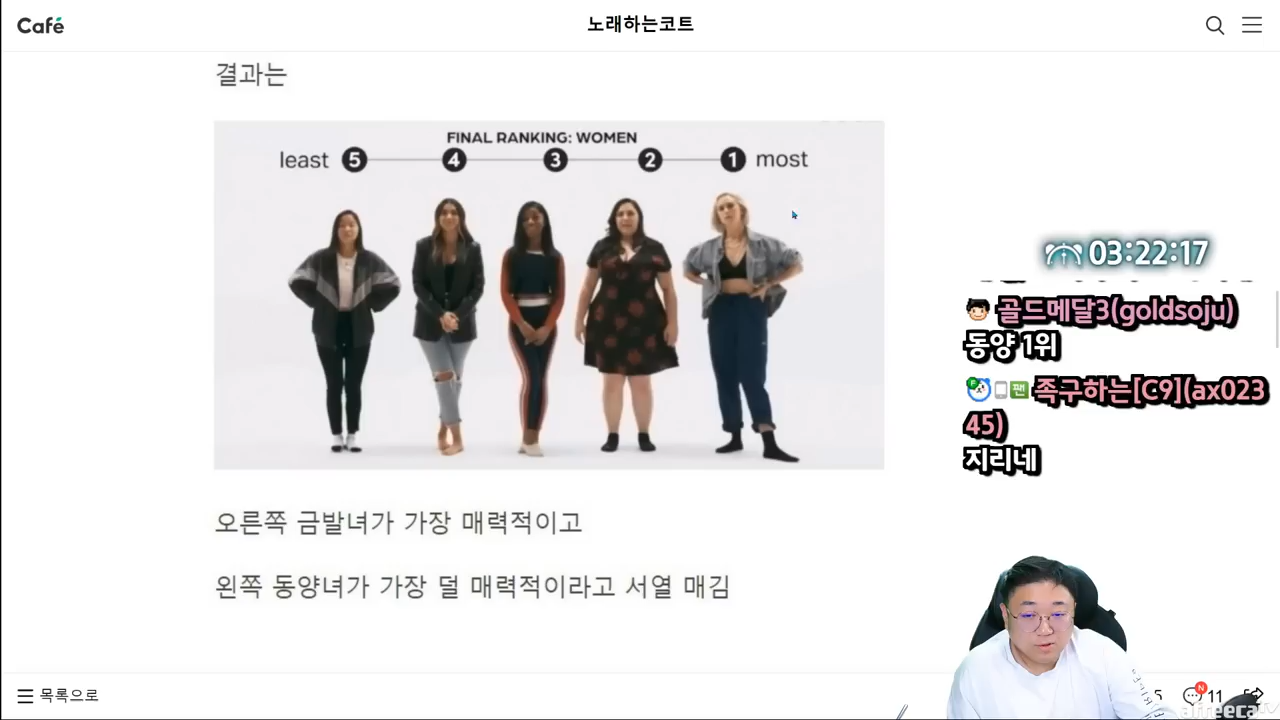 Café
노래하는코트
결과는
FINAL RANKING: WOMEN
least 5 4 3 2 1 most
03:22:17
골드메달3(goldsoju)
동양 1위
팬 족구하는[C9](ax023
45)
지리네
오른쪽 금발녀가 가장 매력적이고
왼쪽 동양녀가 가장 덜 매력적이라고 서열 매김
목록으로
5
N
11
afreecaTV